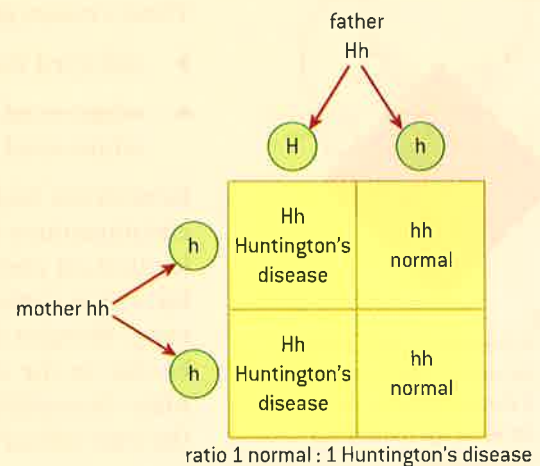 father
Hh
H
h
h
Hh
Huntington's
disease
hh
normal
mother hh
h
Hh
Huntington's
disease
hh
normal
ratio 1 normal : 1 Huntington's disease